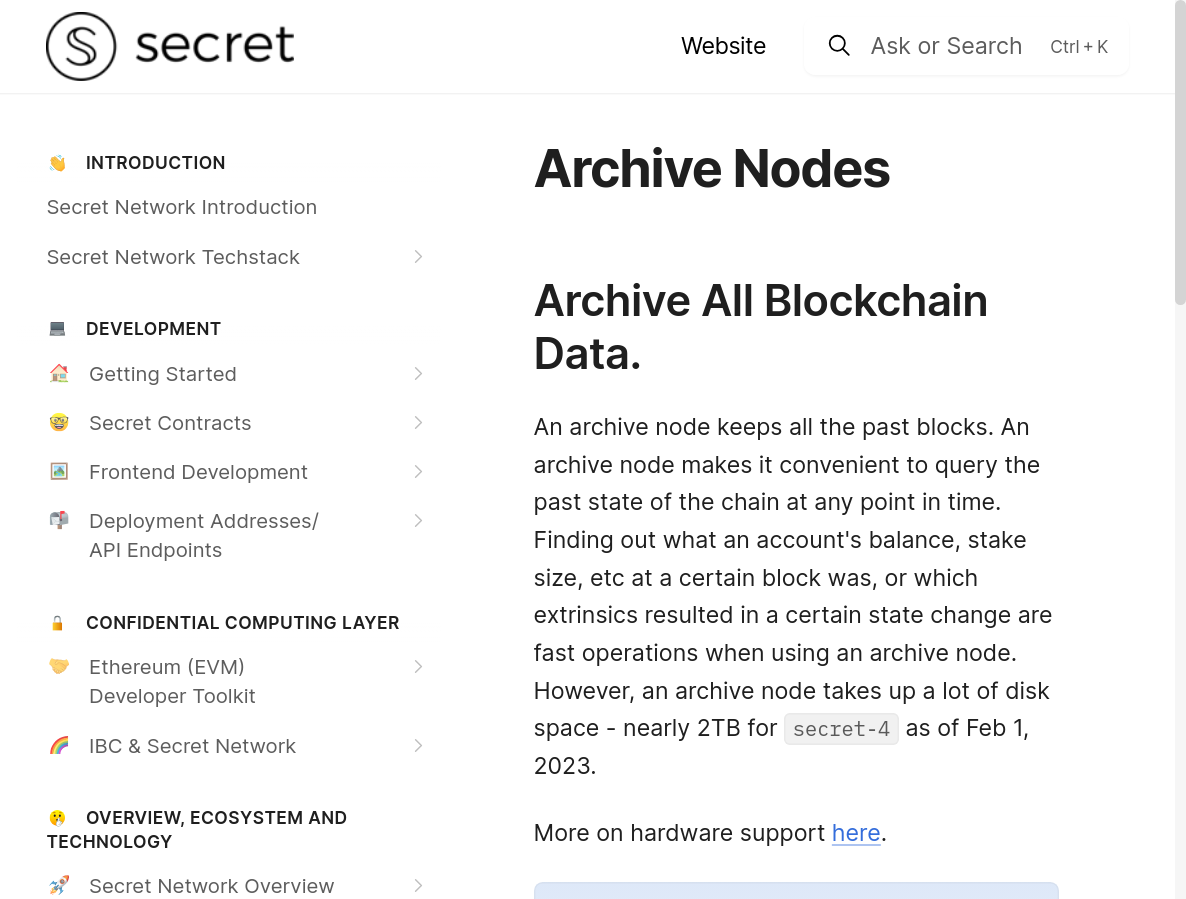 secret
Website
Ask or Search
Ctrl + K
INTRODUCTION
Secret Network Introduction
Secret Network Techstack
DEVELOPMENT
Getting Started
Secret Contracts
Frontend Development
Deployment Addresses/
API Endpoints
CONFIDENTIAL COMPUTING LAYER
Ethereum (EVM)
Developer Toolkit
IBC & Secret Network
OVERVIEW, ECOSYSTEM AND
TECHNOLOGY
Secret Network Overview
Archive Nodes
Archive All Blockchain
Data.
An archive node keeps all the past blocks. An
archive node makes it convenient to query the
past state of the chain at any point in time.
Finding out what an account's balance, stake
size, etc at a certain block was, or which
extrinsics resulted in a certain state change are
fast operations when using an archive node.
However, an archive node takes up a lot of disk
space - nearly 2TB for secret-4 as of Feb 1,
2023.
More on hardware support here.